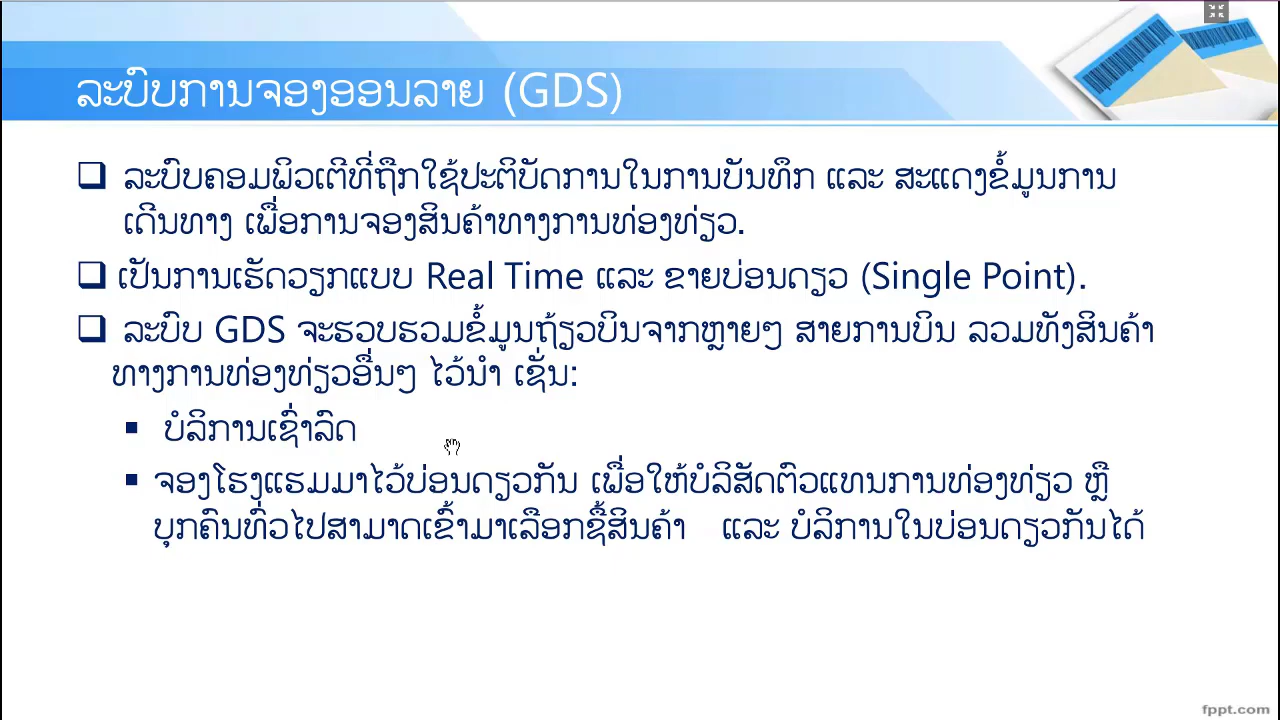 ລະບົບການຈອງອອນລາຍ (GDS)
ລະບົບຄອມພິວເຕີທີ່ຖືກໃຊ້ປະຕິບັດການໃນການບັນທຶກ ແລະ ສະແດງຂໍ້ມູນການ
ເດີນທາງ ເພື່ອການຈອງສິນຄ້າທາງການທ່ອງທ່ຽວ.
ເປັນການເຮັດວຽກແບບ Real Time ແລະ ຂາຍບ່ອນດຽວ (Single Point).
ລະບົບ GDS ຈະຮວບຮວມຂໍ້ມູນຖ້ຽວບິນຈາກຫຼາຍໆ ສາຍການບິນ ລວມທັງສິນຄ້າ
ທາງການທ່ອງທ່ຽວອື່ນໆ ໄວ້ນຳ ເຊັ່ນ:
ບໍລິການເຊົ່າລົດ
ຈອງໂຮງແຮມມາໄວ້ບ່ອນດຽວກັນ ເພື່ອໃຫ້ບໍລິສັດຕົວແທນການທ່ອງທ່ຽວ ຫຼື
ບຸກຄົນທົ່ວໄປສາມາດເຂົ້າມາເລືອກຊື້ສິນຄ້າ ແລະ ບໍລິການໃນບ່ອນດຽວກັນໄດ້
fppt.com